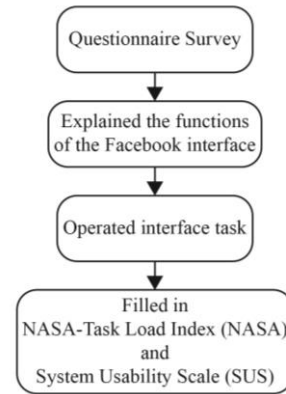 Questionnaire Survey
Explained the functions
of the Facebook interface
Operated interface task
Filled in
NASA-Task Load Index (NASA)
and
System Usability Scale (SUS)